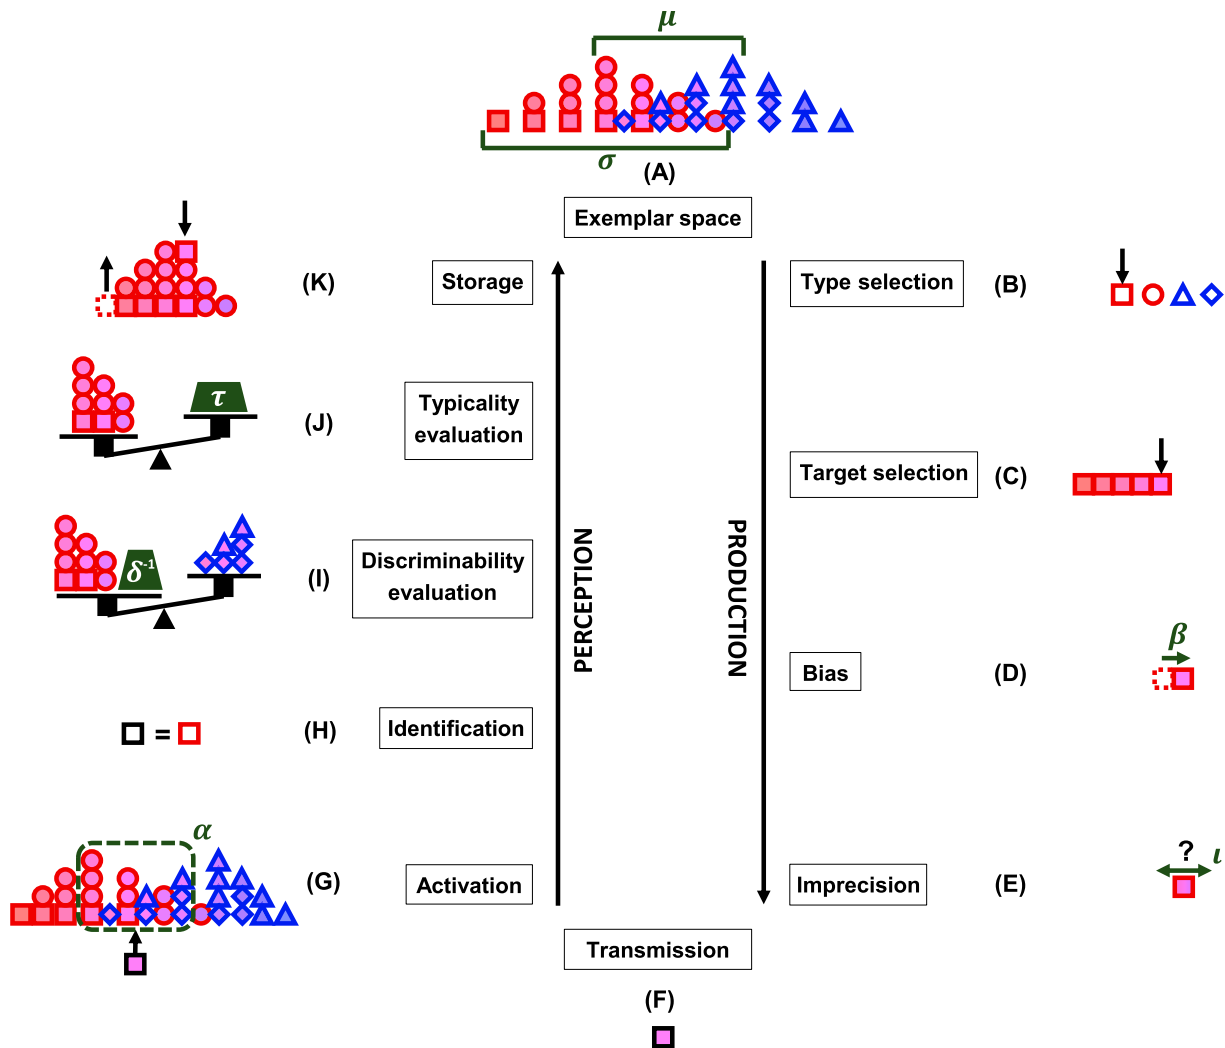 μ
σ
(A)
Exemplar space
(K)
Storage
Type selection
(B)
τ
(J)
Typicality
evaluation
Target selection
(C)
δ⁻¹
(I)
Discriminability
evaluation
PERCEPTION
PRODUCTION
β
Bias
(D)
=
(H)
Identification
α
(G)
Activation
Imprecision
(E)
?
ι
Transmission
(F)